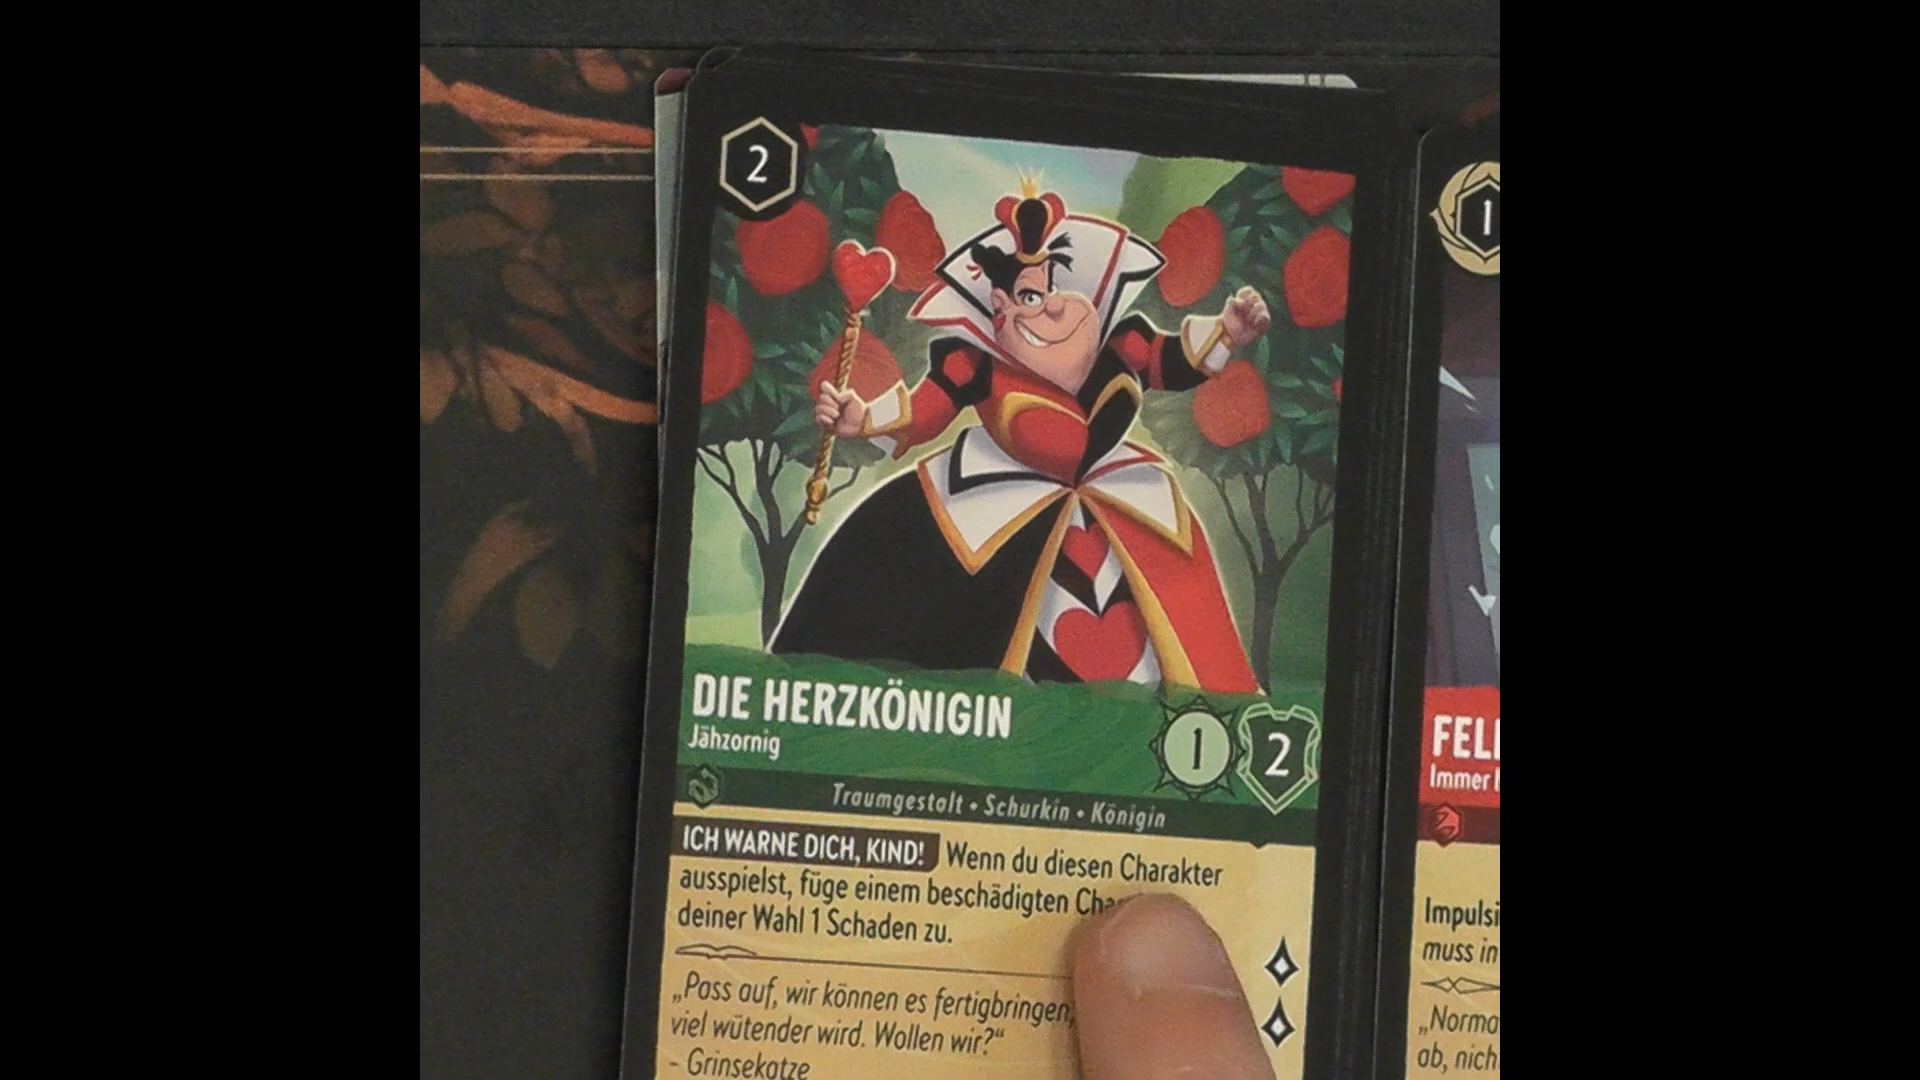 2
DIE HERZKÖNIGIN
Jähzornig
1 2
Traumgestalt • Schurkin • Königin
ICH WARNE DICH, KIND! Wenn du diesen Charakter
ausspielst, füge einem beschädigten
deiner Wahl 1 Schaden zu.
„Pass auf, wir können es fertigbringen,
viel wütender wird. Wollen wir?“
- Grinsekatze
1
FEL
Immer
Impulsi
muss in
„Norma
ab, nich